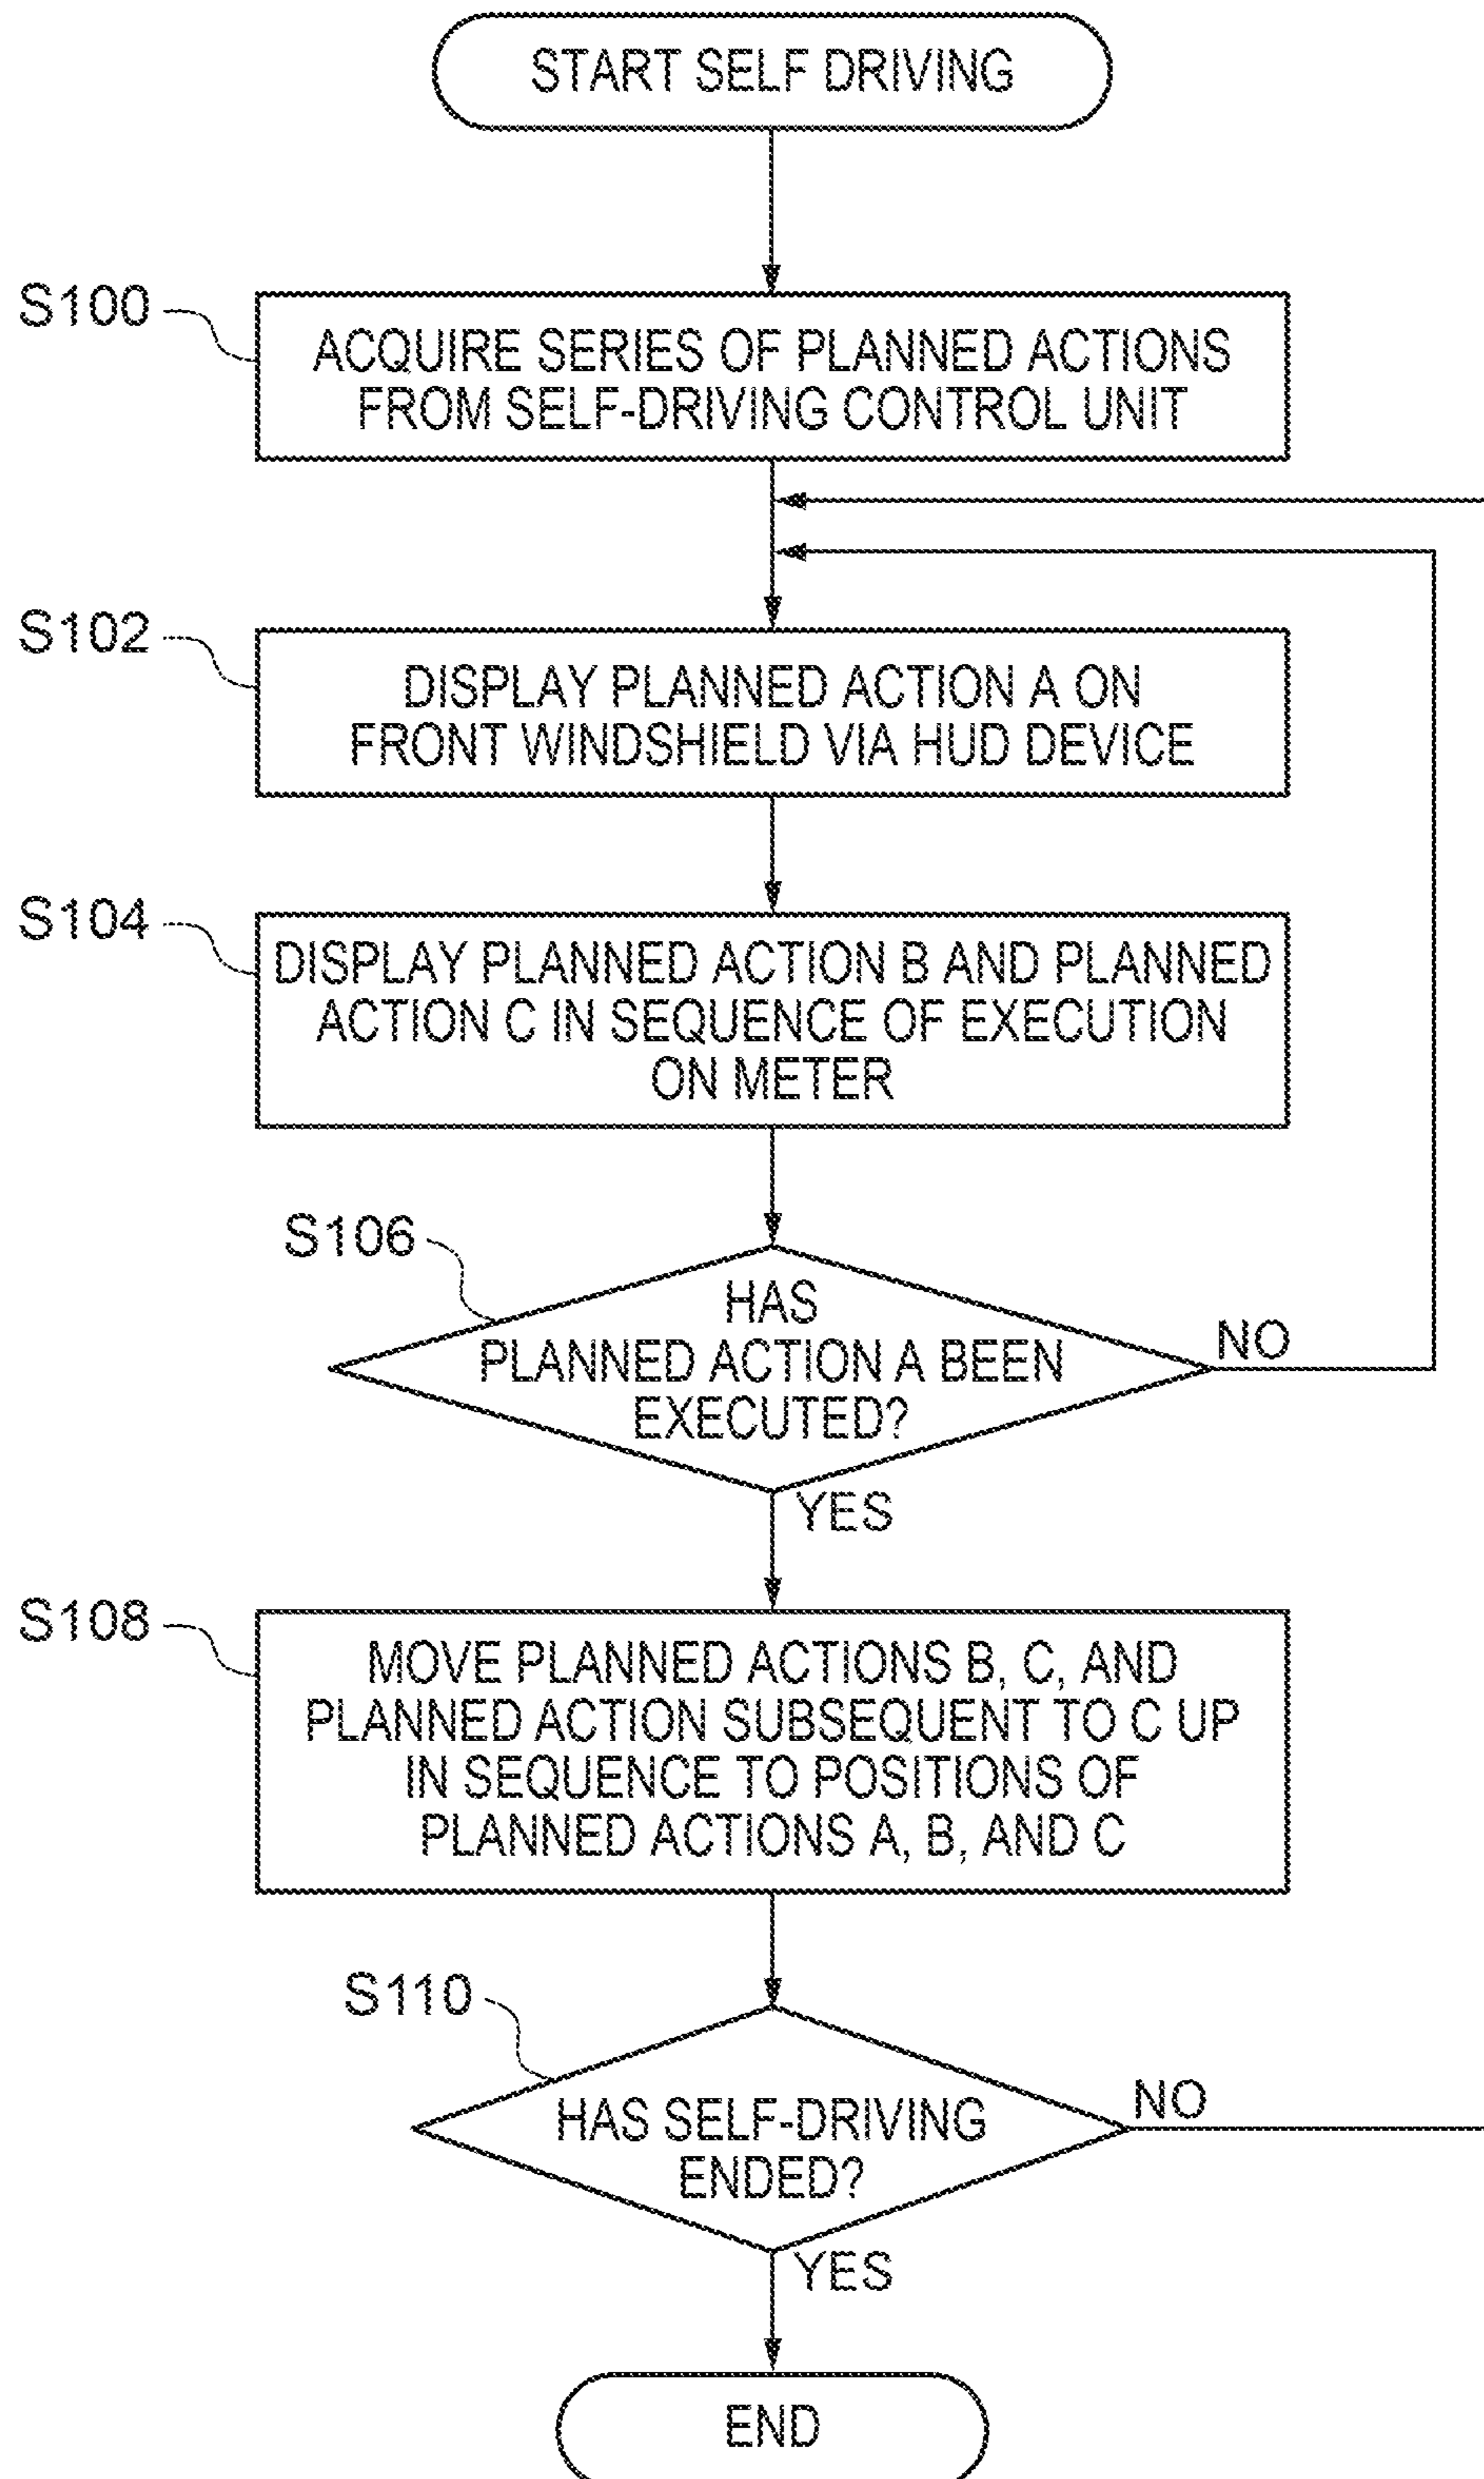 START SELF DRIVING
S100
ACQUIRE SERIES OF PLANNED ACTIONS
FROM SELF-DRIVING CONTROL UNIT
S102
DISPLAY PLANNED ACTION A ON
FRONT WINDSHIELD VIA HUD DEVICE
S104
DISPLAY PLANNED ACTION B AND PLANNED
ACTION C IN SEQUENCE OF EXECUTION
ON METER
S106
HAS
PLANNED ACTION A BEEN
EXECUTED?
NO
YES
S108
MOVE PLANNED ACTIONS B, C, AND
PLANNED ACTION SUBSEQUENT TO C UP
IN SEQUENCE TO POSITIONS OF
PLANNED ACTIONS A, B, AND C
S110
HAS SELF-DRIVING
ENDED?
NO
YES
END